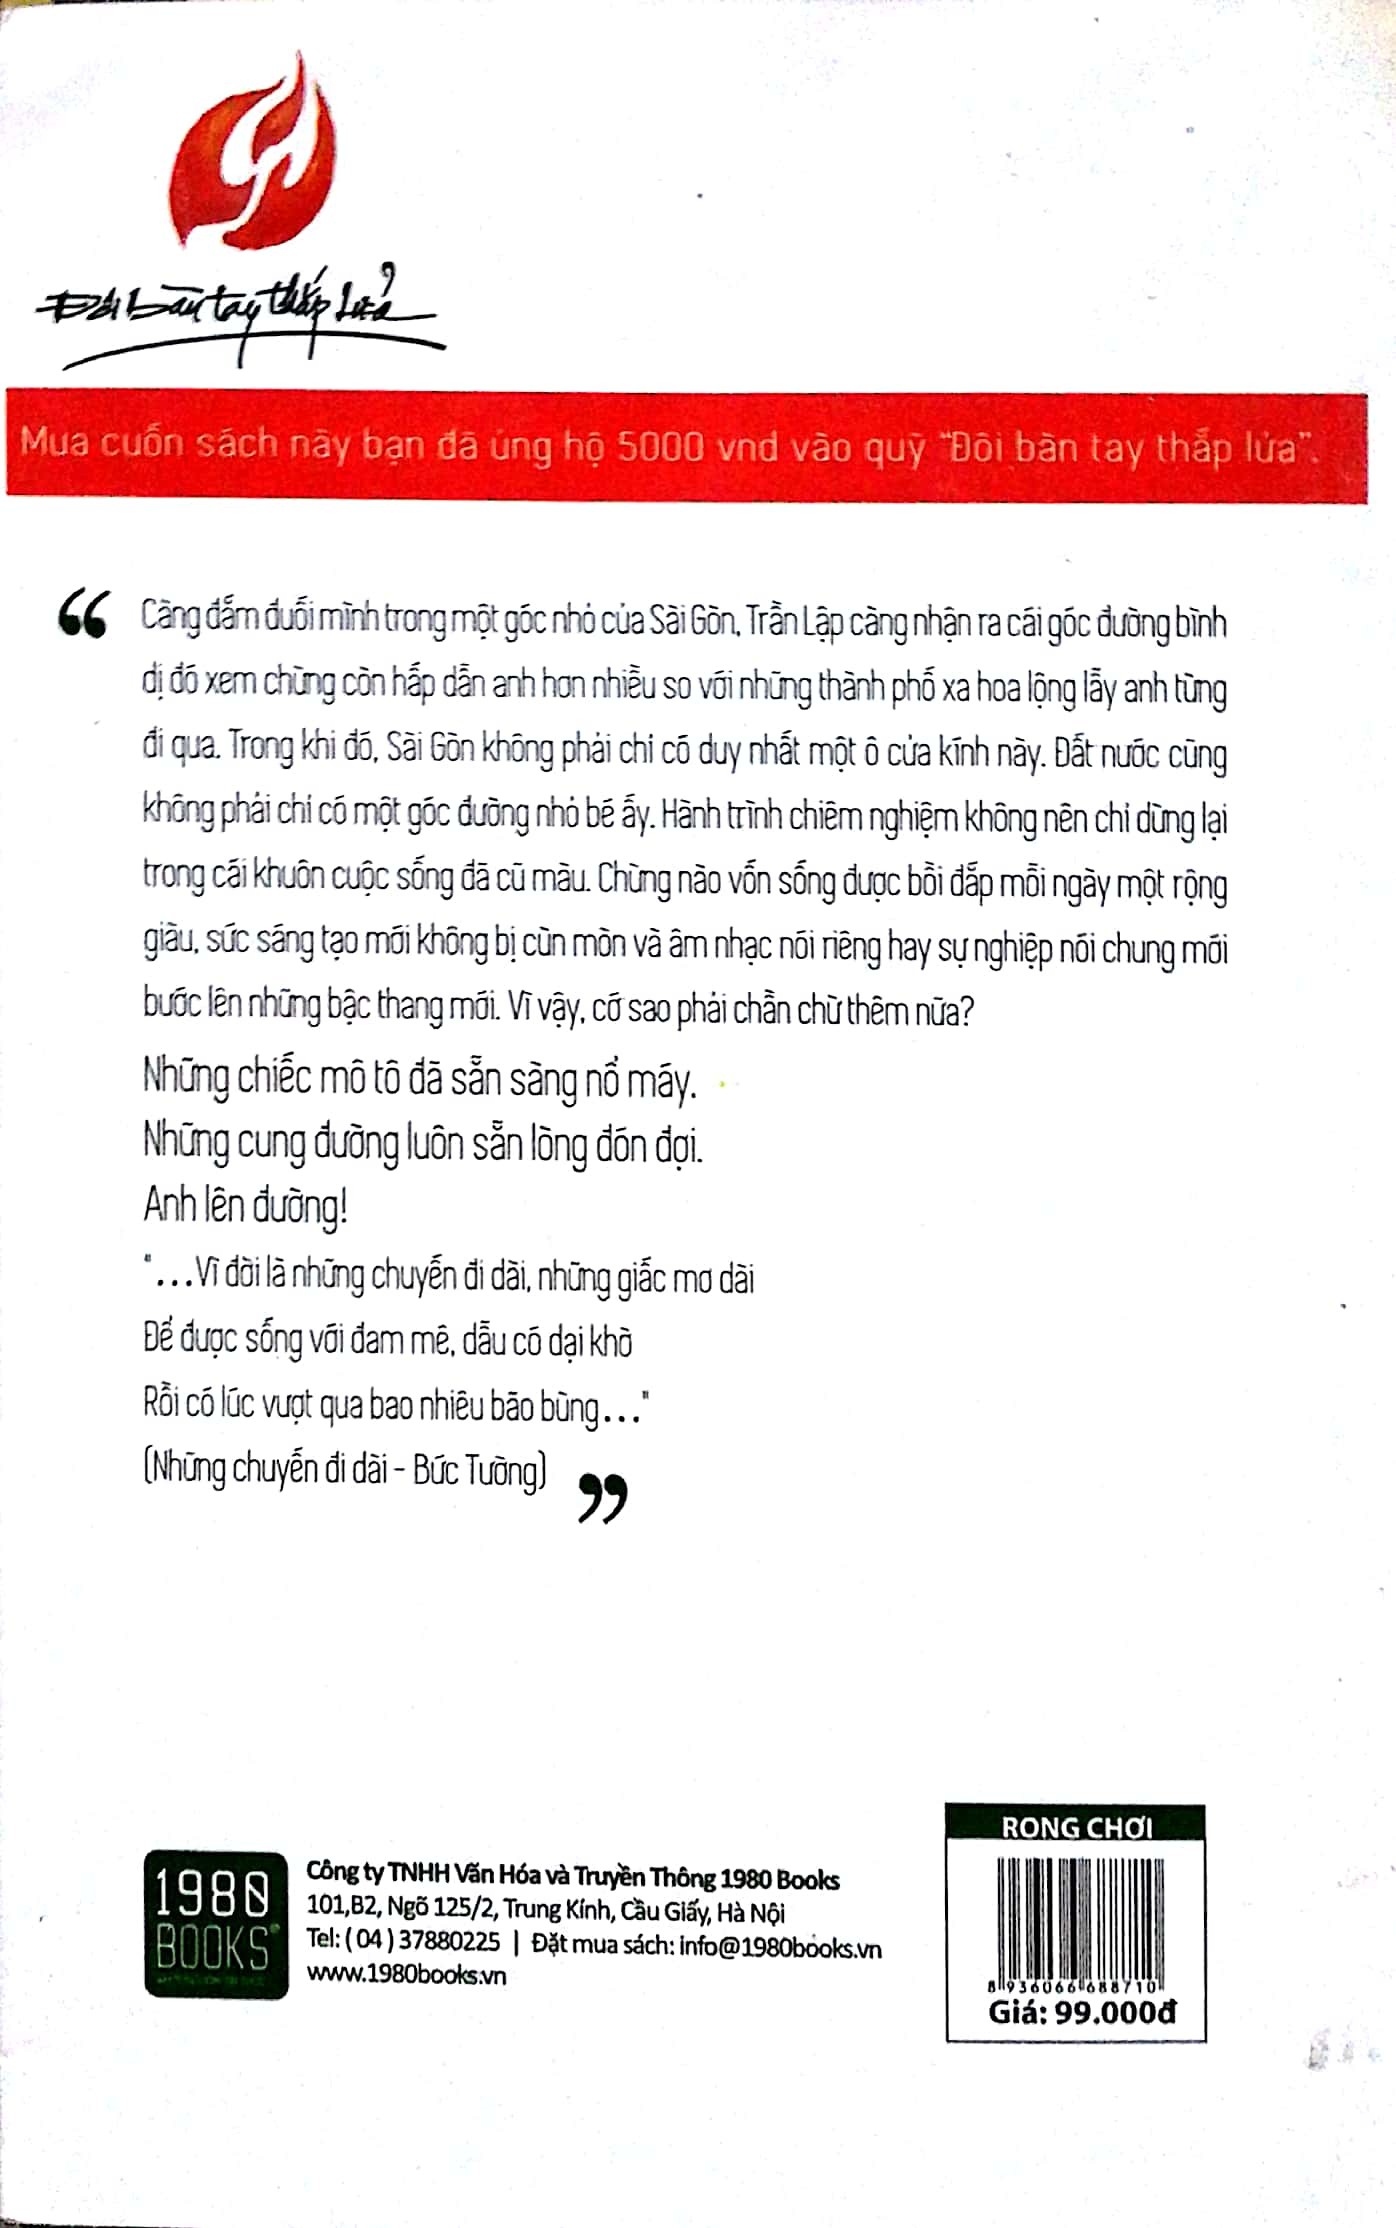 Đôi bàn tay thắp lửa
Mua cuốn sách này bạn đã ủng hộ 5000 vnd vào quỹ "Đôi bàn tay thắp lửa".
“ Càng đắm đuối mình trong một góc nhỏ của Sài Gòn, Trần Lập càng nhận ra cái góc đường bình
dị đó xem chừng còn hấp dẫn anh hơn nhiều so với những thành phố xa hoa lộng lẫy anh từng
đi qua. Trong khi đó, Sài Gòn không phải chỉ có duy nhất một ô cửa kính này. Đất nước cũng
không phải chỉ có một góc đường nhỏ bé ấy. Hành trình chiêm nghiệm không nên chỉ dừng lại
trong cái khuôn cuộc sống đã cũ màu. Chừng nào vốn sống được bồi đắp mỗi ngày một rộng
giàu, sức sáng tạo mới không bị cùn mòn và âm nhạc nói riêng hay sự nghiệp nói chung mới
bước lên những bậc thang mới. Vì vậy, cớ sao phải chần chừ thêm nữa?
Những chiếc mô tô đã sẵn sàng nổ máy.
Những cung đường luôn sẵn lòng đón đợi.
Anh lên đường!
"...Vì đời là những chuyến đi dài, những giấc mơ dài
Để được sống với đam mê, dẫu có dại khờ
Rồi có lúc vượt qua bao nhiêu bão bùng..."
(Những chuyến đi dài - Bức Tường) ”
1980
BOOKS
Công ty TNHH Văn Hóa và Truyền Thông 1980 Books
101,B2, Ngõ 125/2, Trung Kính, Cầu Giấy, Hà Nội
Tel: ( 04 ) 37880225 | Đặt mua sách: info@1980books.vn
www.1980books.vn
RONG CHƠI
8 936066 688710
Giá: 99.000đ